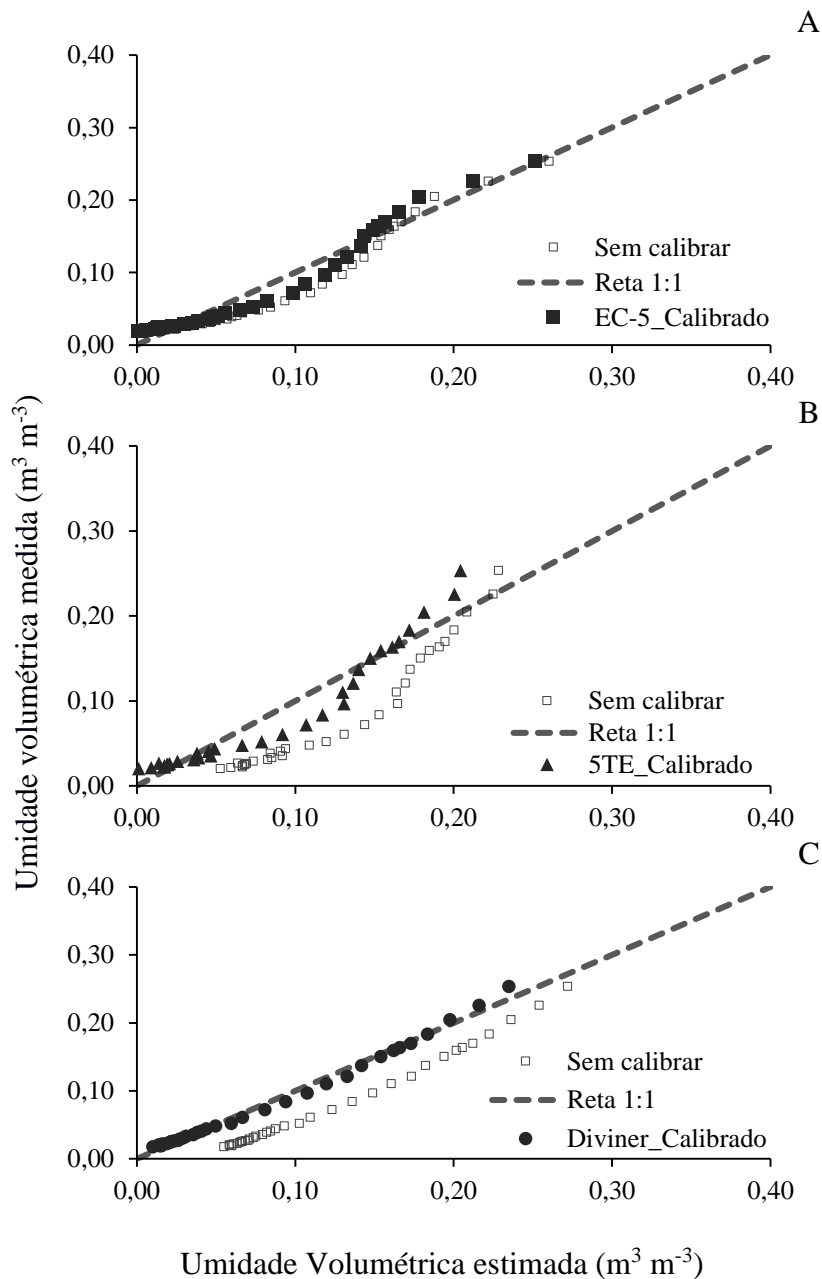 A
0,40
0,30
0,20
Sem calibrar
0,10
Reta 1:1
EC-5_Calibrado
0,00
0,00 0,10 0,20 0,30 0,40
B
0,40
0,30
0,20
0,10
Sem calibrar
Reta 1:1
5TE_Calibrado
0,00
0,00 0,10 0,20 0,30 0,40
Umidade volumétrica medida (m³ m⁻³)
C
0,40
0,30
0,20
Sem calibrar
0,10
Reta 1:1
Diviner_Calibrado
0,00
0,00 0,10 0,20 0,30 0,40
Umidade Volumétrica estimada (m³ m⁻³)